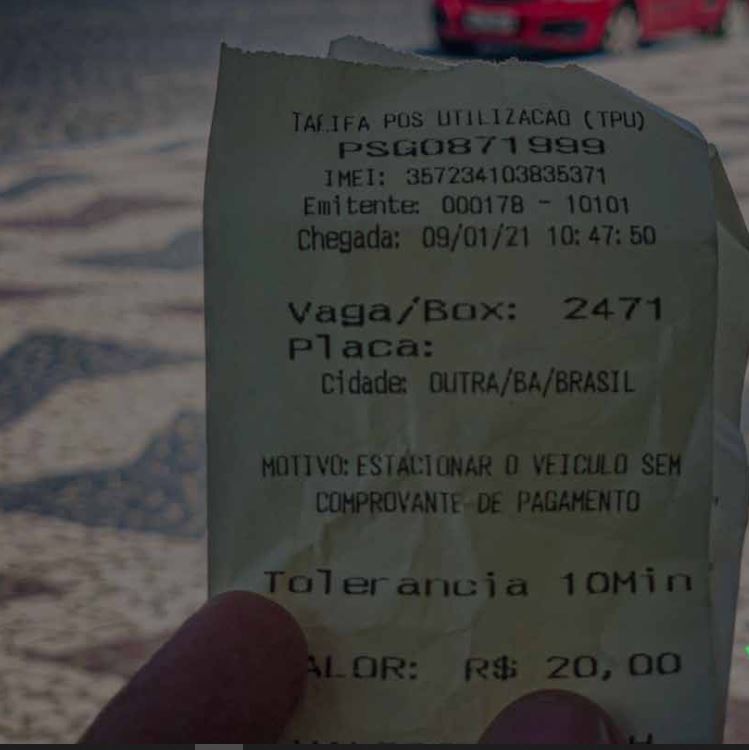 TARIFA POS UTILIZACAO (TPU)
PSG0871999
IMEI: 357234103835371
Emitente: 000178 - 10101
Chegada: 09/01/21 10:47:50
Vaga/Box: 2471
Placa:
Cidade: OUTRA/BA/BRASIL
MOTIVO: ESTACIONAR O VEICULO SEM
COMPROVANTE DE PAGAMENTO
Tolerancia 10Min
ALOR: R$ 20,00